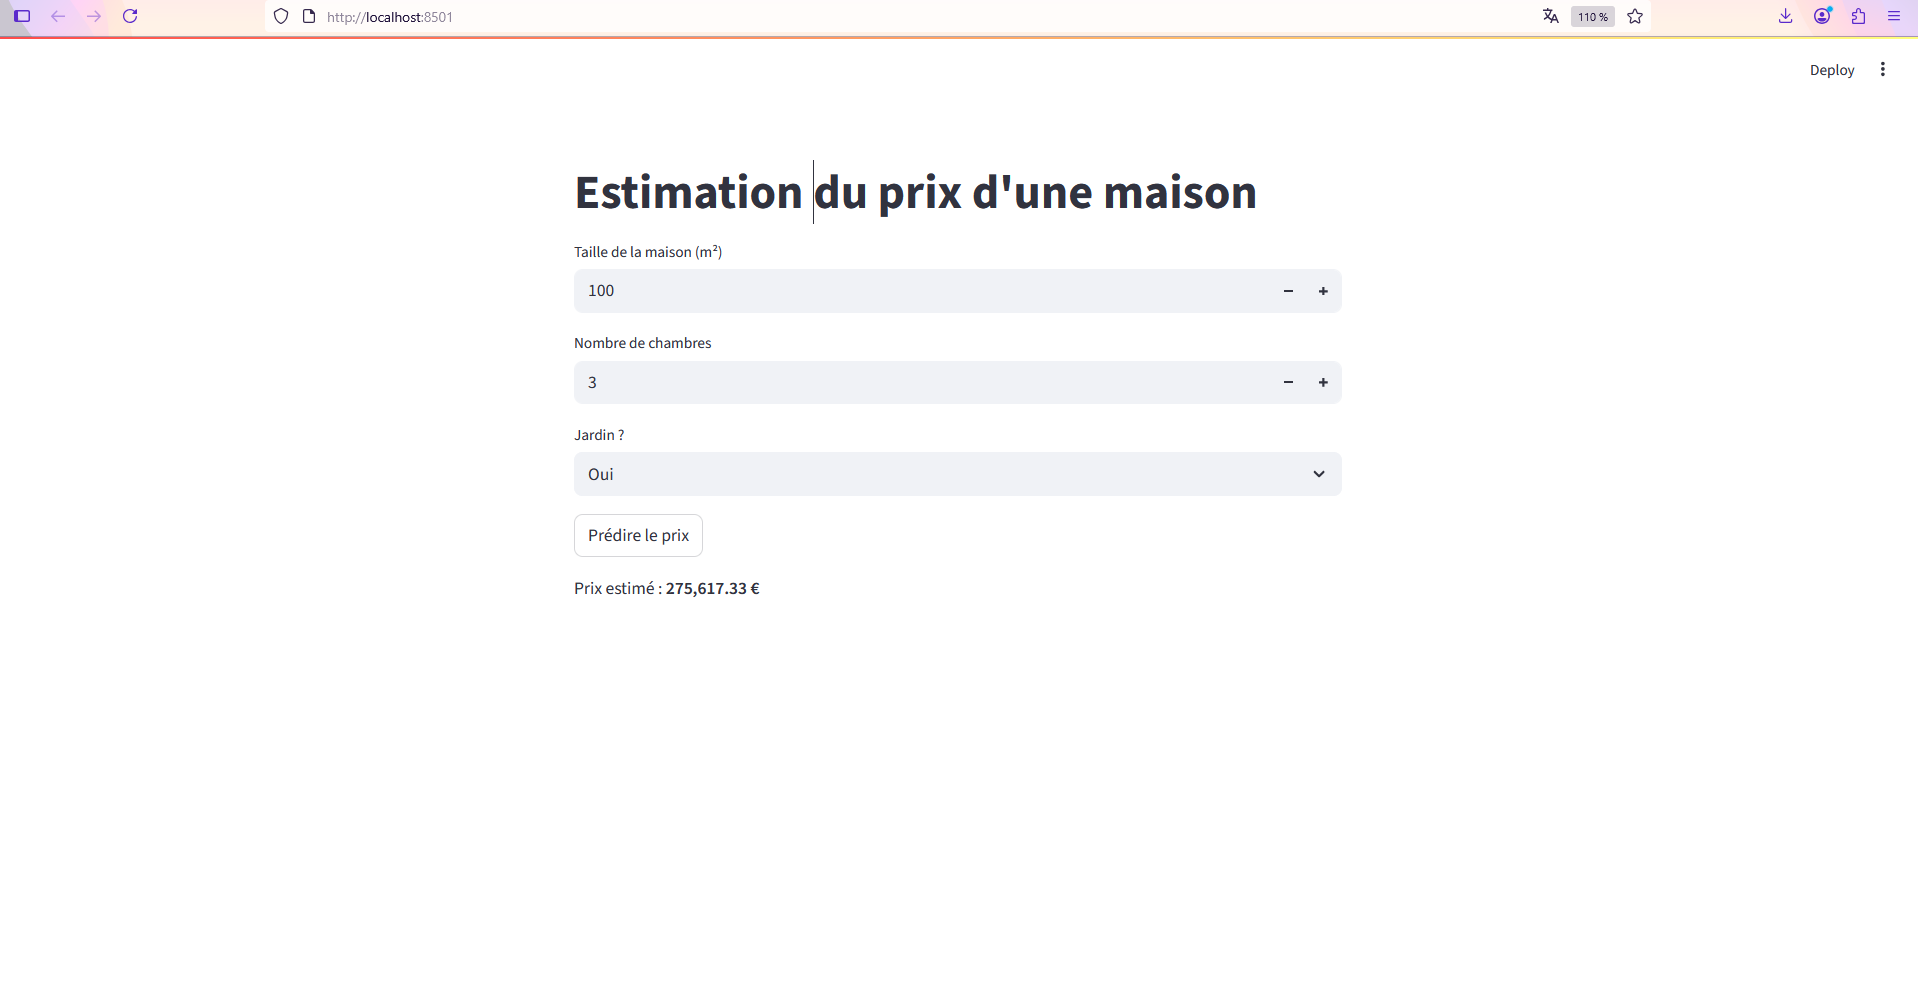 http://localhost:8501
110 %
Deploy
Estimation du prix d'une maison
Taille de la maison (m²)
100
Nombre de chambres
3
Jardin ?
Oui
Prédire le prix
Prix estimé : 275,617.33 €